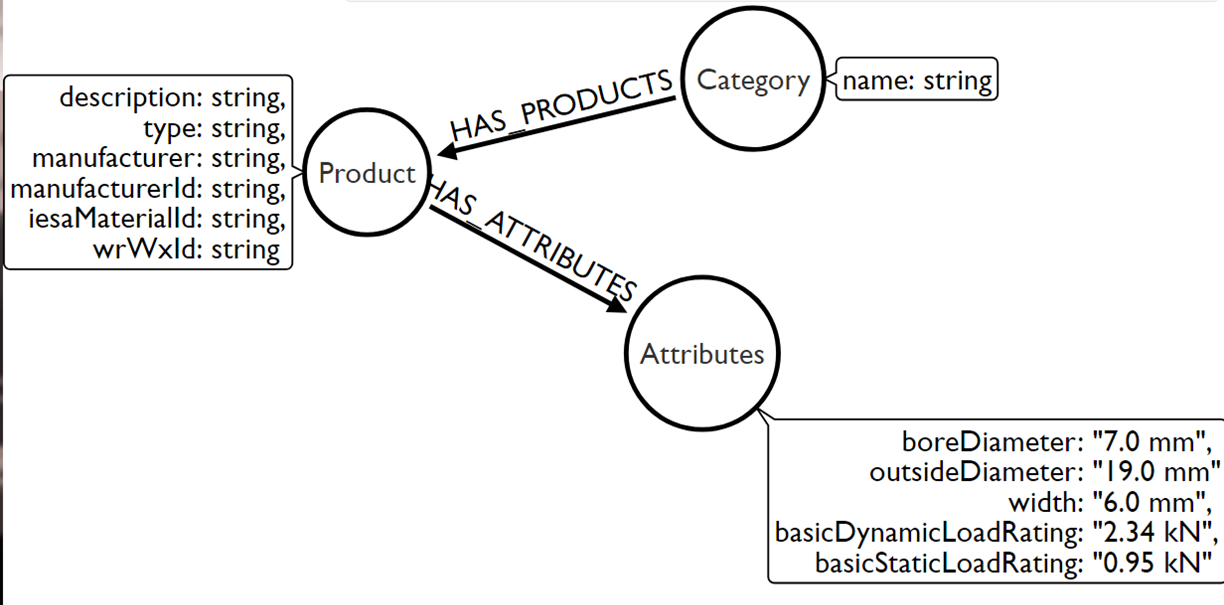 Category
name: string
HAS_PRODUCTS
description: string,
type: string,
manufacturer: string,
manufacturerId: string,
iesaMaterialId: string,
wrWxId: string
Product
HAS_ATTRIBUTES
Attributes
boreDiameter: "7.0 mm",
outsideDiameter: "19.0 mm"
width: "6.0 mm",
basicDynamicLoadRating: "2.34 kN",
basicStaticLoadRating: "0.95 kN"